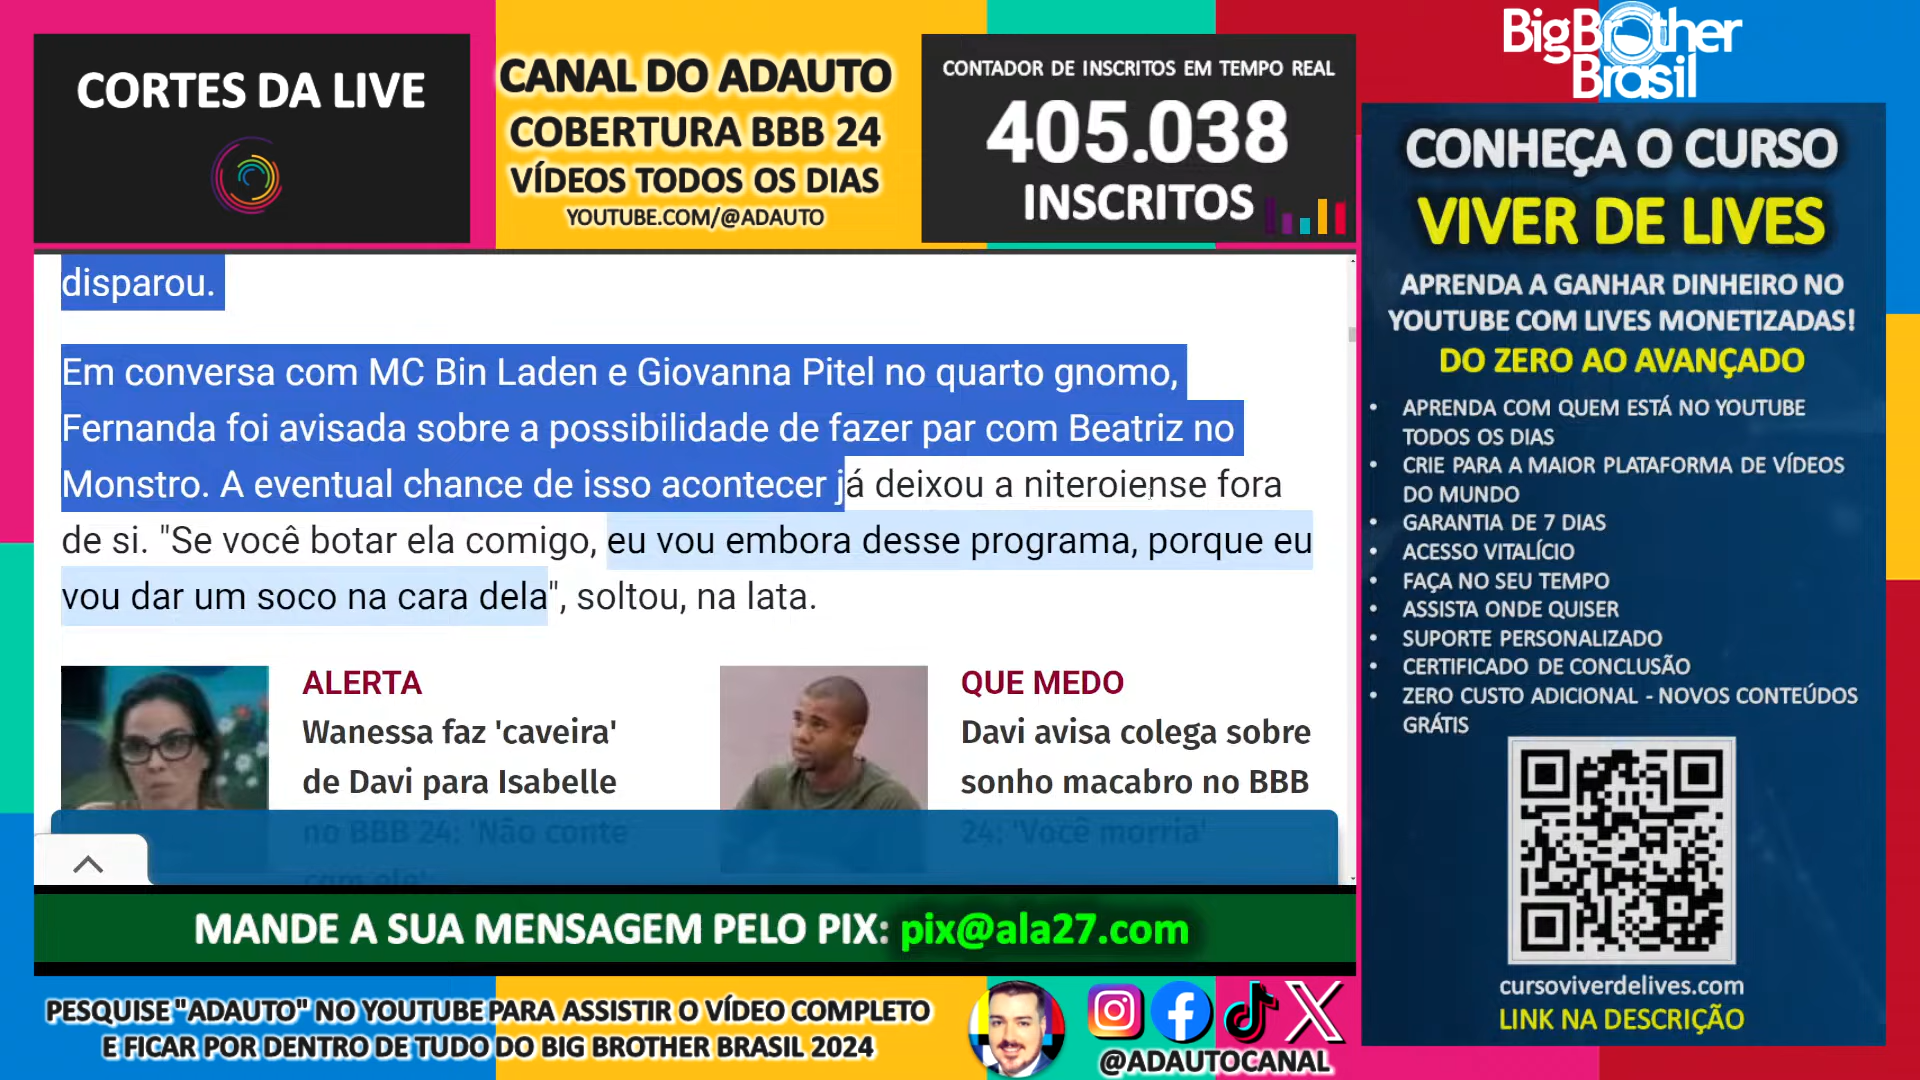 CORTES DA LIVE
CANAL DO ADAUTO
COBERTURA BBB 24
VÍDEOS TODOS OS DIAS
YOUTUBE.COM/@ADAUTO
CONTADOR DE INSCRITOS EM TEMPO REAL
405.038
INSCRITOS
BigBrother
Brasil
disparou.
Em conversa com MC Bin Laden e Giovanna Pitel no quarto gnomo,
Fernanda foi avisada sobre a possibilidade de fazer par com Beatriz no
Monstro. A eventual chance de isso acontecer já deixou a niteroiense fora
de si. "Se você botar ela comigo, eu vou embora desse programa, porque eu
vou dar um soco na cara dela", soltou, na lata.
ALERTA
Wanessa faz 'caveira'
de Davi para Isabelle
no BBB 24: 'Não conte
com ele'
QUE MEDO
Davi avisa colega sobre
sonho macabro no BBB
24: 'Você morria'
MANDE A SUA MENSAGEM PELO PIX: pix@ala27.com
PESQUISE "ADAUTO" NO YOUTUBE PARA ASSISTIR O VÍDEO COMPLETO
E FICAR POR DENTRO DE TUDO DO BIG BROTHER BRASIL 2024
@ADAUTOCANAL
CONHEÇA O CURSO
VIVER DE LIVES
APRENDA A GANHAR DINHEIRO NO
YOUTUBE COM LIVES MONETIZADAS!
DO ZERO AO AVANÇADO
• APRENDA COM QUEM ESTÁ NO YOUTUBE
TODOS OS DIAS
• CRIE PARA A MAIOR PLATAFORMA DE VÍDEOS
DO MUNDO
• GARANTIA DE 7 DIAS
• ACESSO VITALÍCIO
• FAÇA NO SEU TEMPO
• ASSISTA ONDE QUISER
• SUPORTE PERSONALIZADO
• CERTIFICADO DE CONCLUSÃO
• ZERO CUSTO ADICIONAL - NOVOS CONTEÚDOS
GRÁTIS
cursoviverdelives.com
LINK NA DESCRIÇÃO